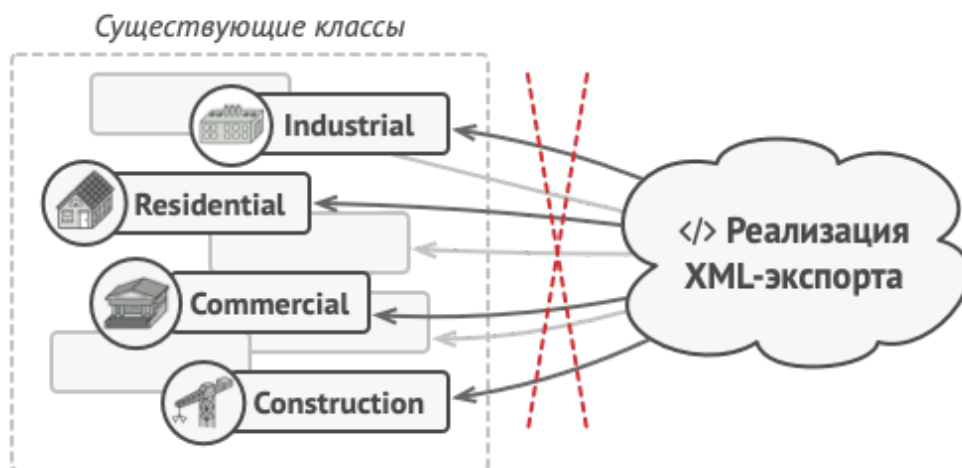 Существующие классы
Industrial
Residential
Commercial
Construction
</> Реализация
XML-экспорта